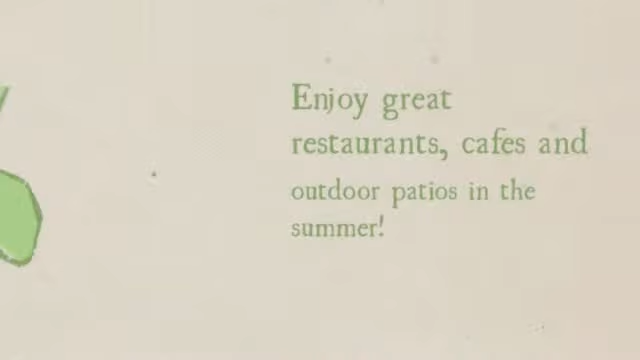 Enjoy great
restaurants, cafes and
outdoor patios in the
summer!